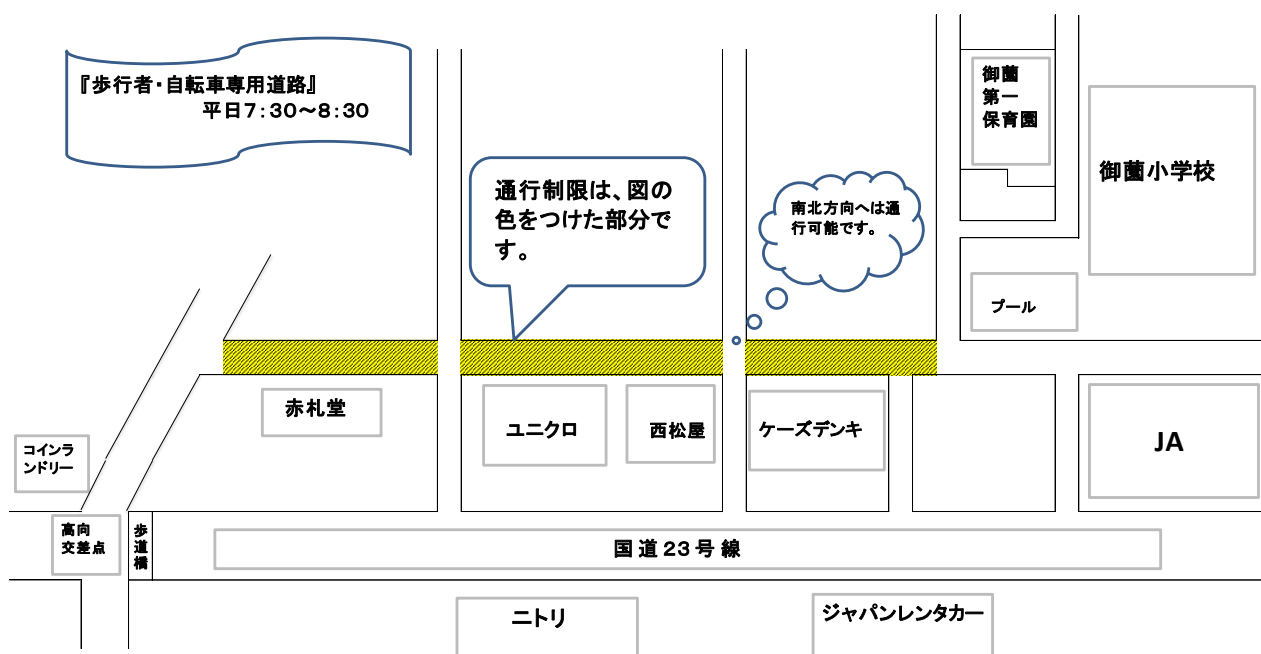 『歩行者・自転車専用道路』
平日7：30～8：30
通行制限は、図の
色をつけた部分で
す。
南北方向へは通
行可能です。
御薗
第一
保育園
御薗小学校
プール
赤札堂
ユニクロ
西松屋
ケーズデンキ
JA
コインラ
ンドリー
高向
交差点
歩
道
橋
国道23号線
ニトリ
ジャパンレンタカー